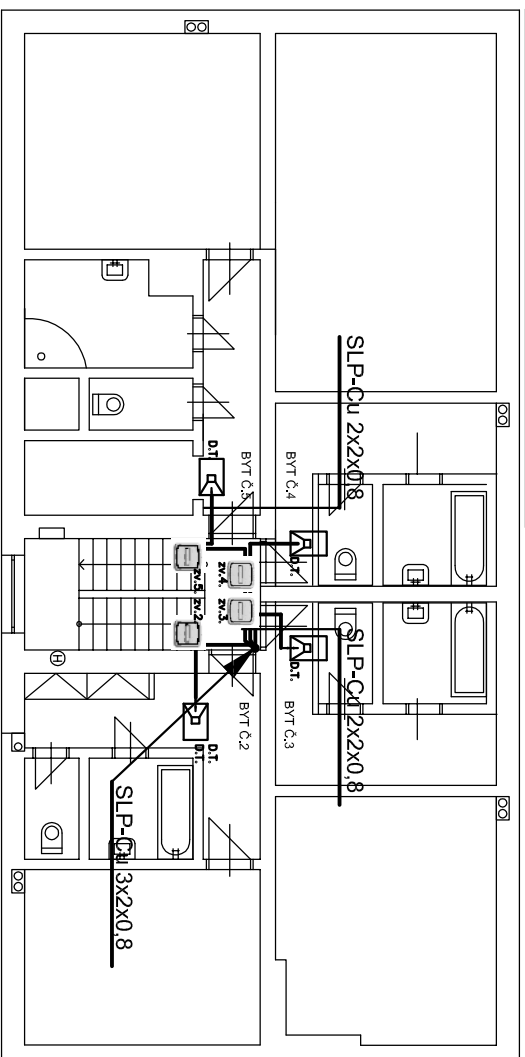 SLP-Cu 2x2x0,8
BYT Č.4
BYT Č.5
D.T.
D.T.
zv.4.
zv.5.
zv.3.
zv.2
D.T.
SLP-Cu 2x2x0,8
BYT Č.3
BYT Č.2
D.T.
D.T.
H
SLP-Cu 3x2x0,8